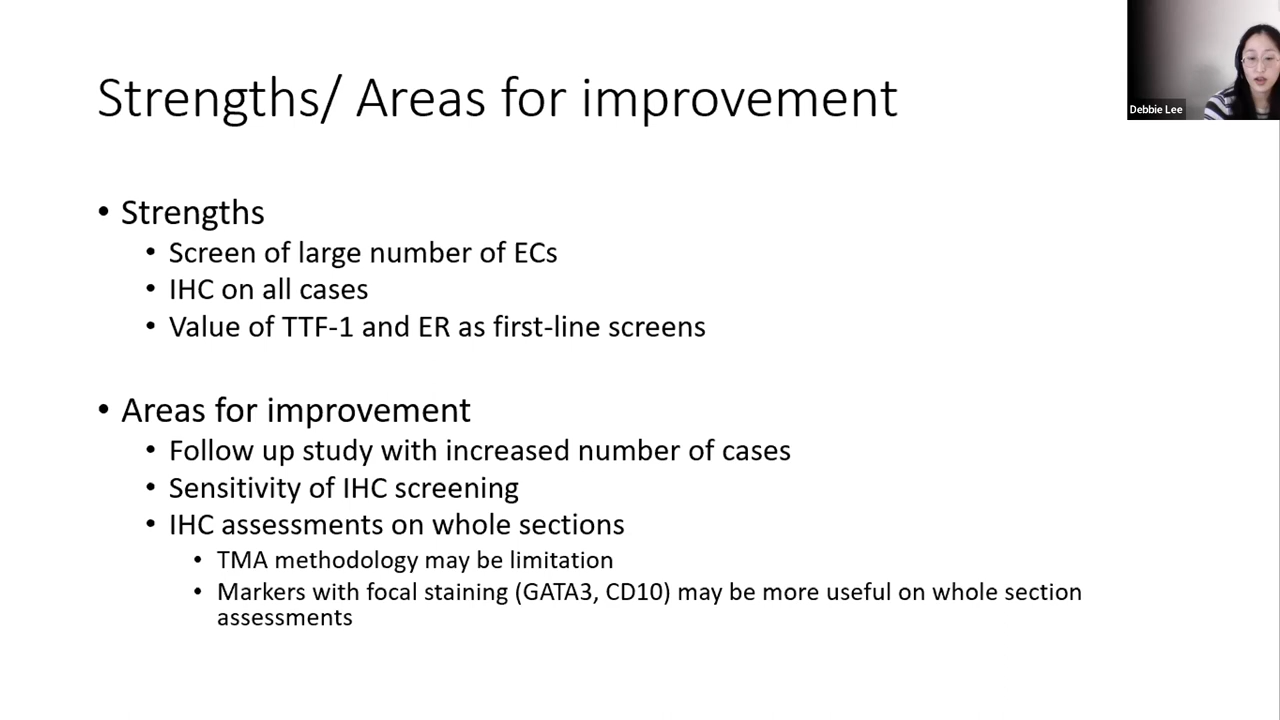 Strengths/ Areas for improvement
Debbie Lee
• Strengths
• Screen of large number of ECs
• IHC on all cases
• Value of TTF-1 and ER as first-line screens
• Areas for improvement
• Follow up study with increased number of cases
• Sensitivity of IHC screening
• IHC assessments on whole sections
• TMA methodology may be limitation
• Markers with focal staining (GATA3, CD10) may be more useful on whole section
assessments